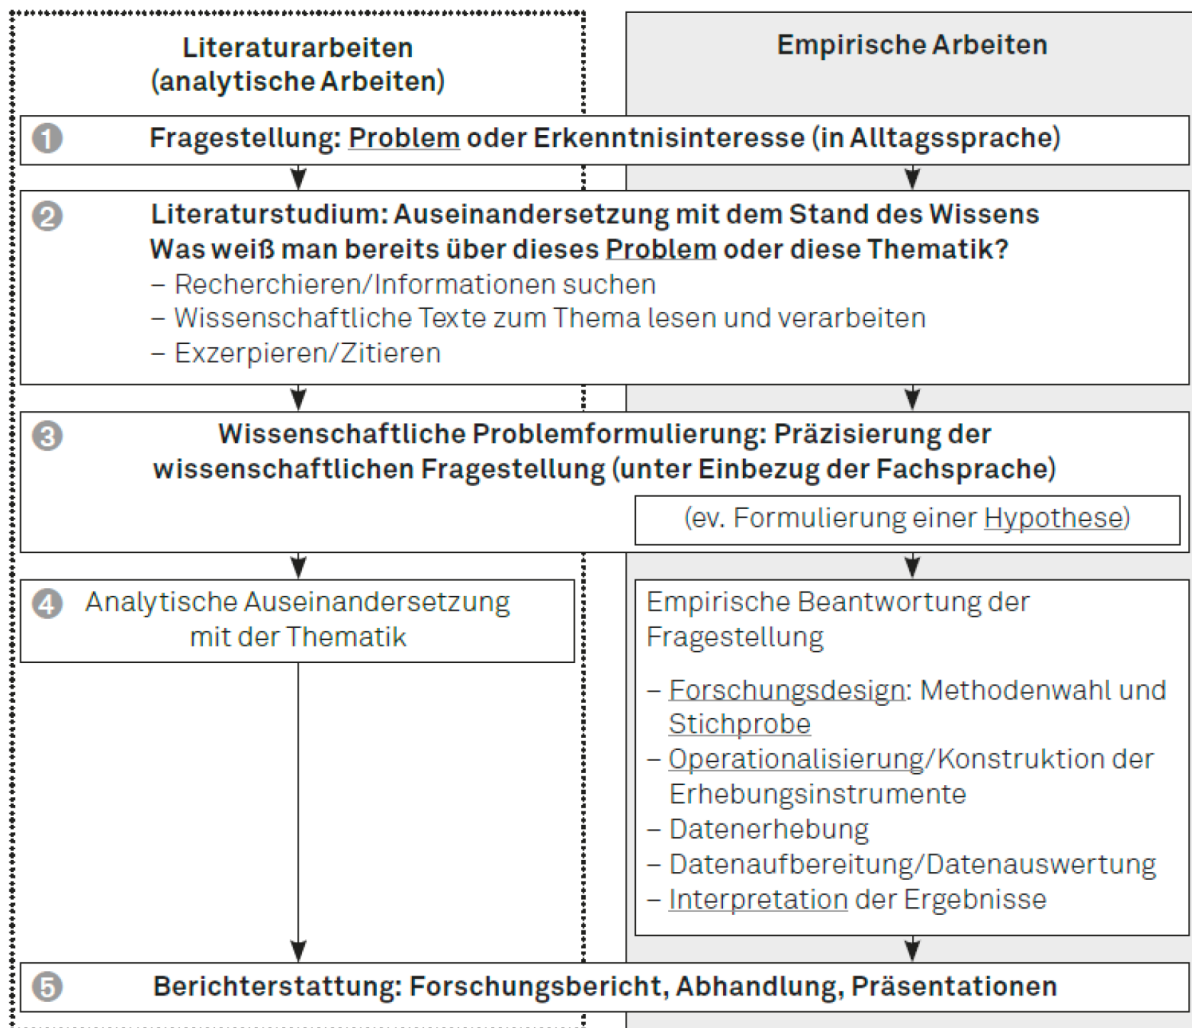 Literaturarbeiten
(analytische Arbeiten)
Empirische Arbeiten
1 Fragestellung: Problem oder Erkenntnisinteresse (in Alltagssprache)
2 Literaturstudium: Auseinandersetzung mit dem Stand des Wissens
Was weiß man bereits über dieses Problem oder diese Thematik?
– Recherchieren/Informationen suchen
– Wissenschaftliche Texte zum Thema lesen und verarbeiten
– Exzerpieren/Zitieren
3 Wissenschaftliche Problemformulierung: Präzisierung der
wissenschaftlichen Fragestellung (unter Einbezug der Fachsprache)
(ev. Formulierung einer Hypothese)
4 Analytische Auseinandersetzung
mit der Thematik
Empirische Beantwortung der
Fragestellung
– Forschungsdesign: Methodenwahl und
Stichprobe
– Operationalisierung/Konstruktion der
Erhebungsinstrumente
– Datenerhebung
– Datenaufbereitung/Datenauswertung
– Interpretation der Ergebnisse
5 Berichterstattung: Forschungsbericht, Abhandlung, Präsentationen